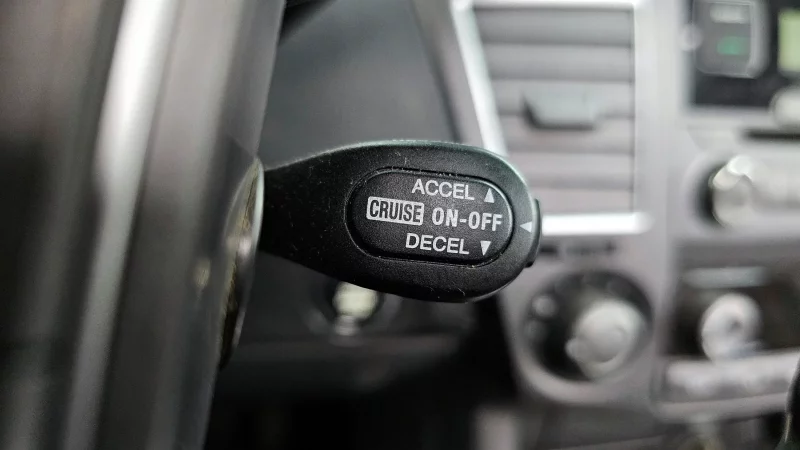 ACCEL ▲
CRUISE ON-OFF ◄
DECEL ▼